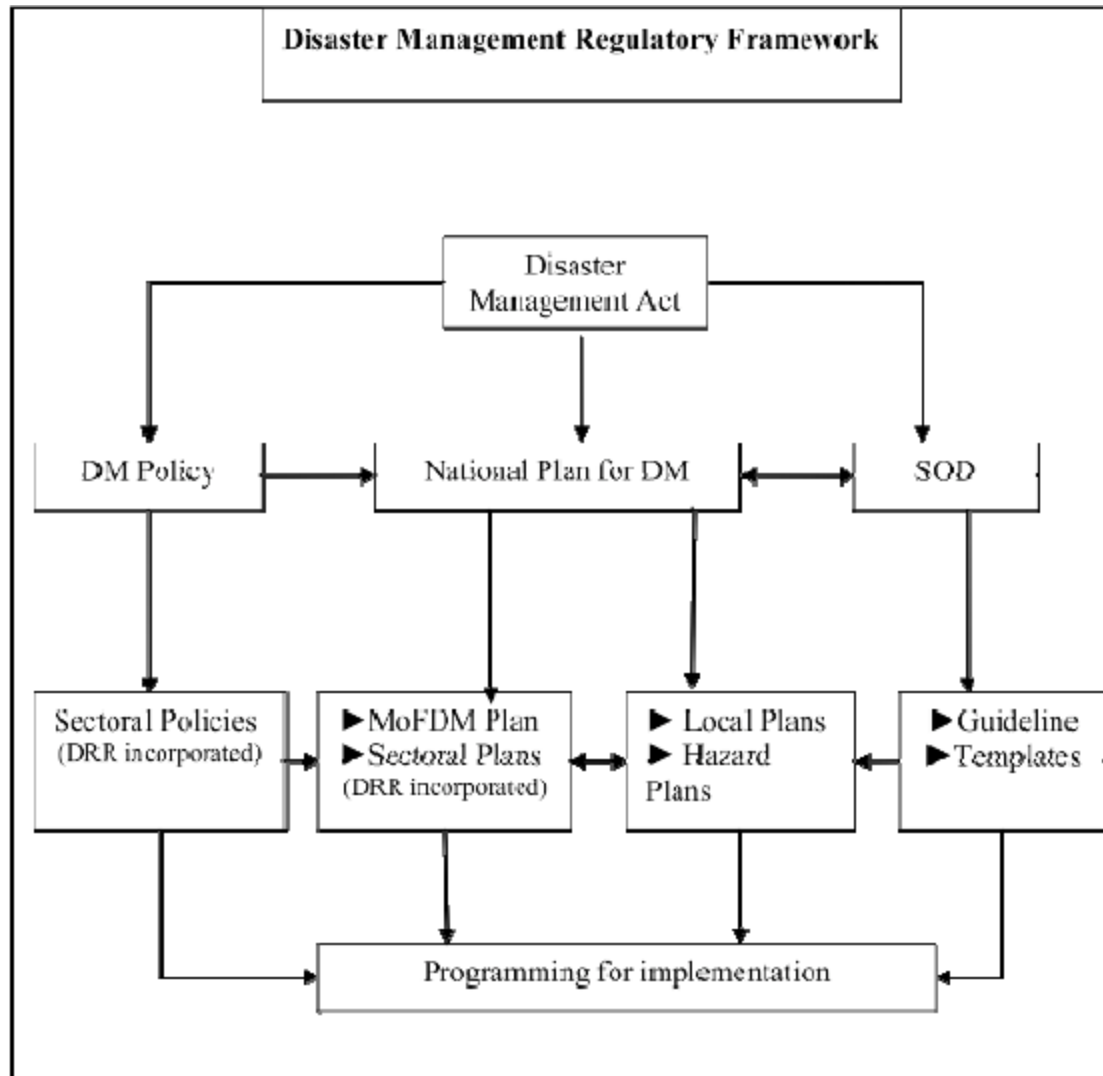 Disaster Management Regulatory Framework
Disaster
Management Act
DM Policy
National Plan for DM
SOD
Sectoral Policies
(DRR incorporated)
►MoFDM Plan
►Sectoral Plans
(DRR incorporated)
► Local Plans
► Hazard
Plans
►Guideline
►Templates
Programming for implementation